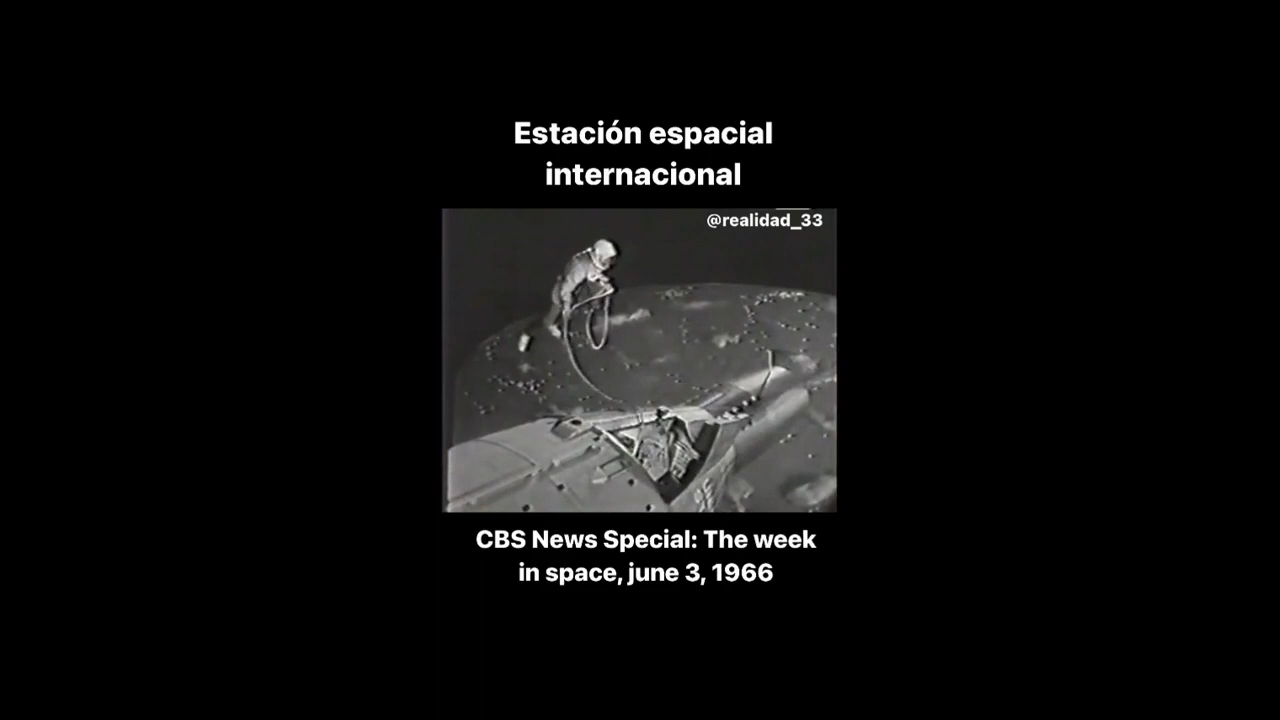 Estación espacial
internacional
@realidad_33
CBS News Special: The week
in space, june 3, 1966